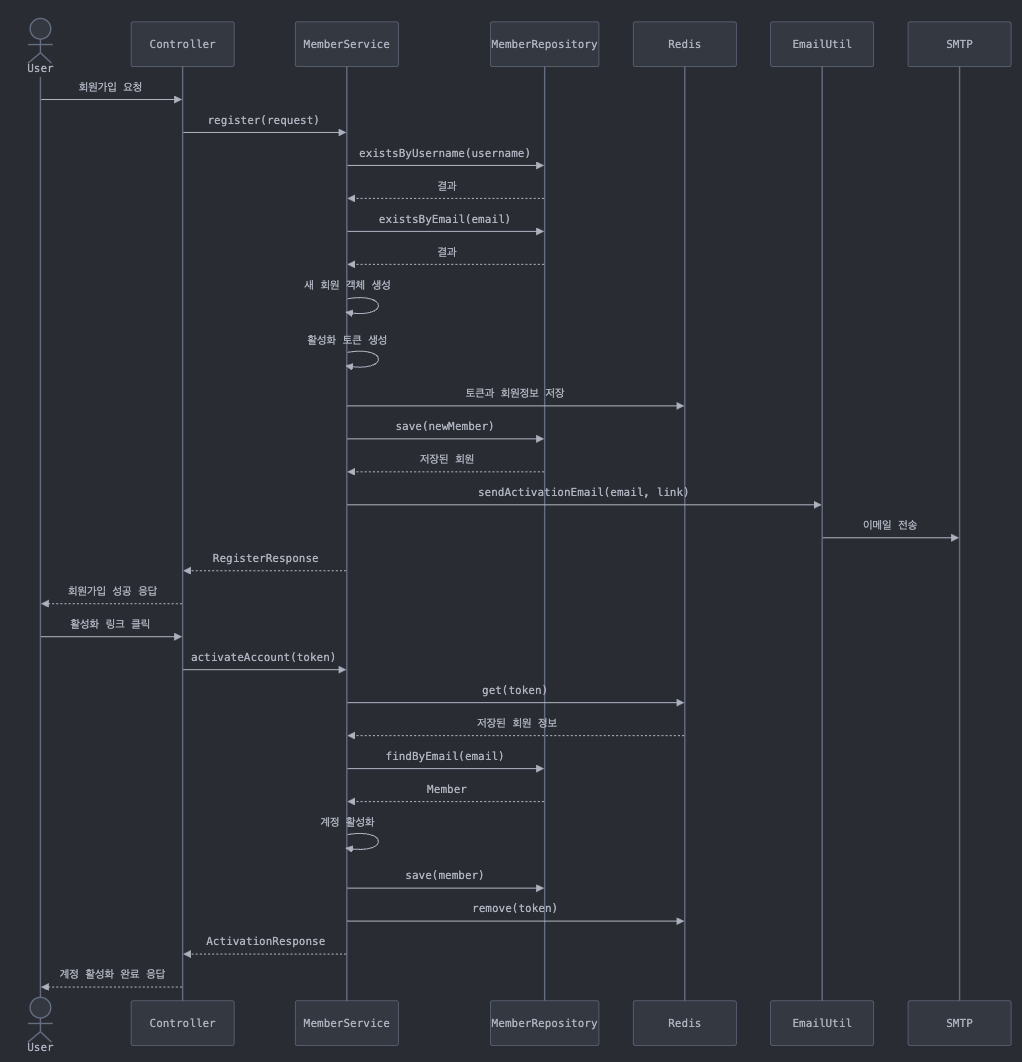 User
Controller
MemberService
MemberRepository
Redis
EmailUtil
SMTP
회원가입 요청
register(request)
existsByUsername(username)
결과
existsByEmail(email)
결과
새 회원 객체 생성
활성화 토큰 생성
토큰과 회원정보 저장
save(newMember)
저장된 회원
sendActivationEmail(email, link)
이메일 전송
RegisterResponse
회원가입 성공 응답
활성화 링크 클릭
activateAccount(token)
get(token)
저장된 회원 정보
findByEmail(email)
Member
계정 활성화
save(member)
remove(token)
ActivationResponse
계정 활성화 완료 응답
User
Controller
MemberService
MemberRepository
Redis
EmailUtil
SMTP